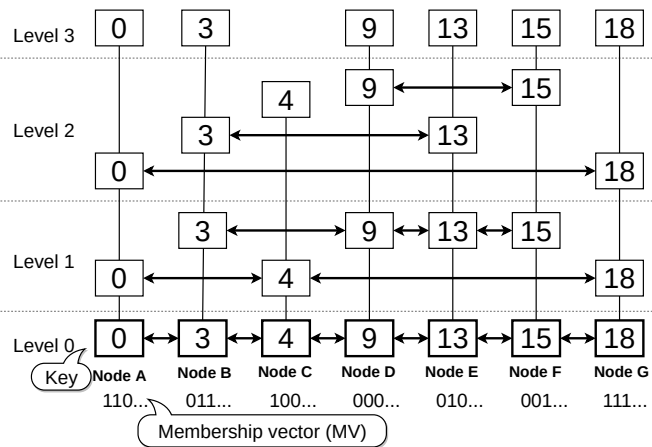 Level 3 0 3 9 13 15 18
9 15
4
Level 2 3 13
0 18
3 9 13 15
Level 1
0 4 18
Level 0 0 3 4 9 13 15 18
Key Node A Node B Node C Node D Node E Node F Node G
110... 011... 100... 000... 010... 001... 111...
Membership vector (MV)